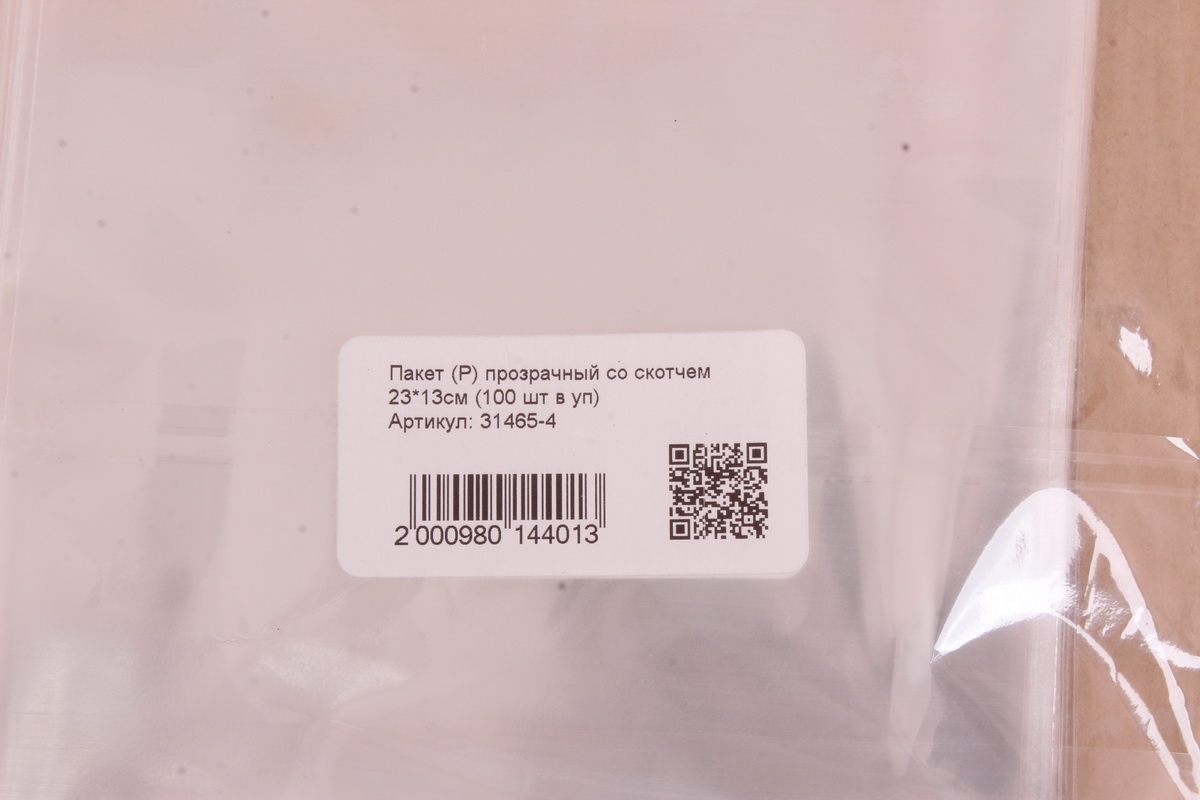 Пакет (Р) прозрачный со скотчем
23*13см (100 шт в уп)
Артикул: 31465-4
2 000980 144013